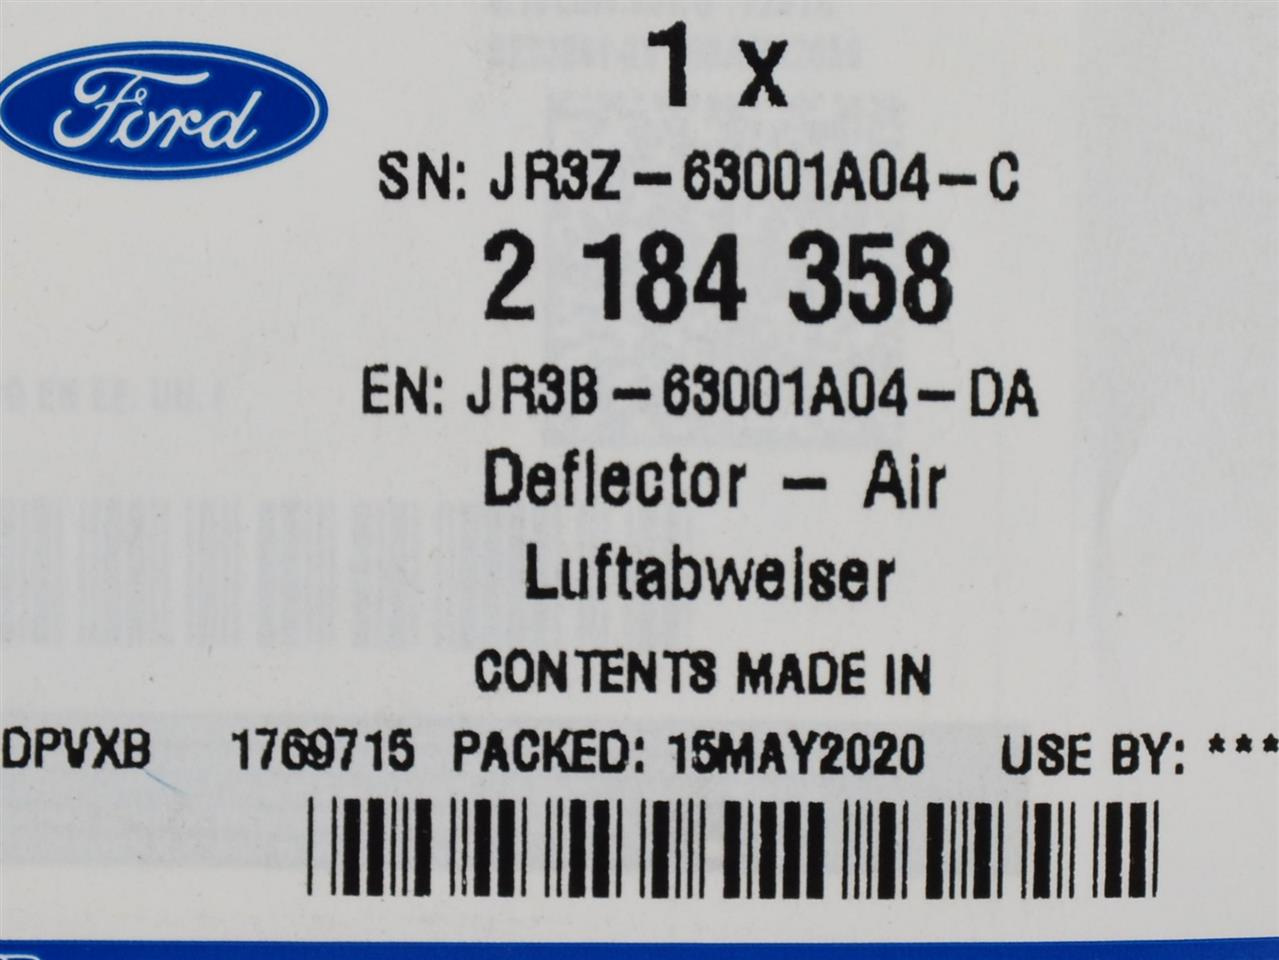 Ford
1 x
SN: JR3Z-63001A04-C
2 184 358
EN: JR3B-63001A04-DA
Deflector - Air
Luftabweiser
CONTENTS MADE IN
DPVXB 1769715 PACKED: 15MAY2020 USE BY: ***